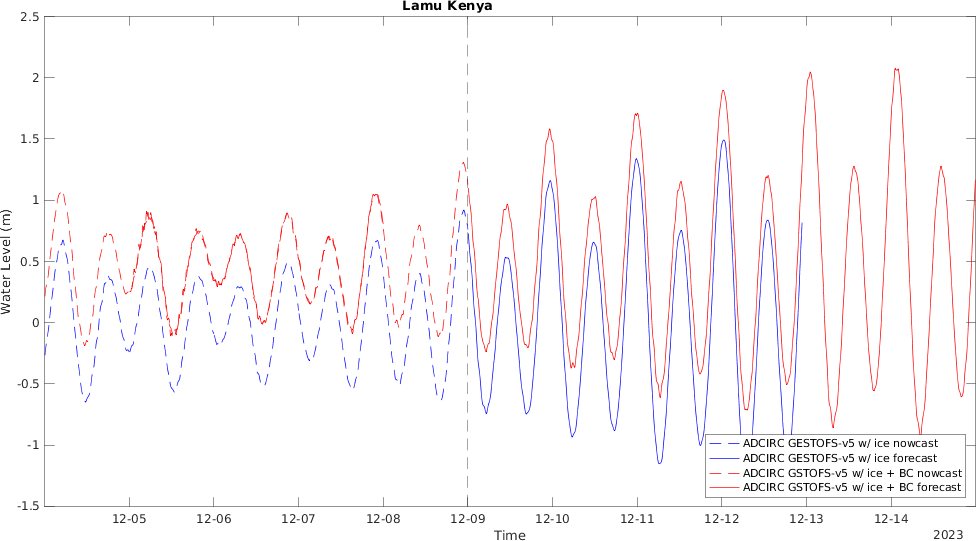 Lamu Kenya
2.5
2
1.5
1
0.5
0
-0.5
-1
-1.5
Water Level (m)
ADCIRC GESTOFS-v5 w/ ice nowcast
ADCIRC GESTOFS-v5 w/ ice forecast
ADCIRC GSTOFS-v5 w/ ice + BC nowcast
ADCIRC GSTOFS-v5 w/ ice + BC forecast
12-05 12-06 12-07 12-08 12-09 12-10 12-11 12-12 12-13 12-14
Time
2023